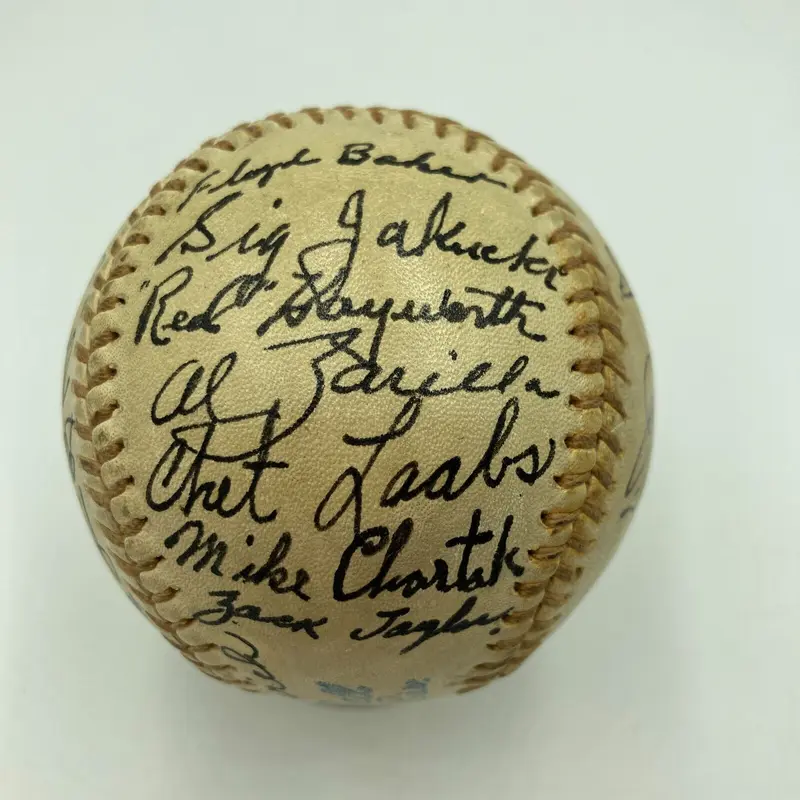 Floyd Baker
Sig Jakucki
"Red" Hayworth
Al Zarilla
Chet Laabs
Mike Chartak
Zack Taylor